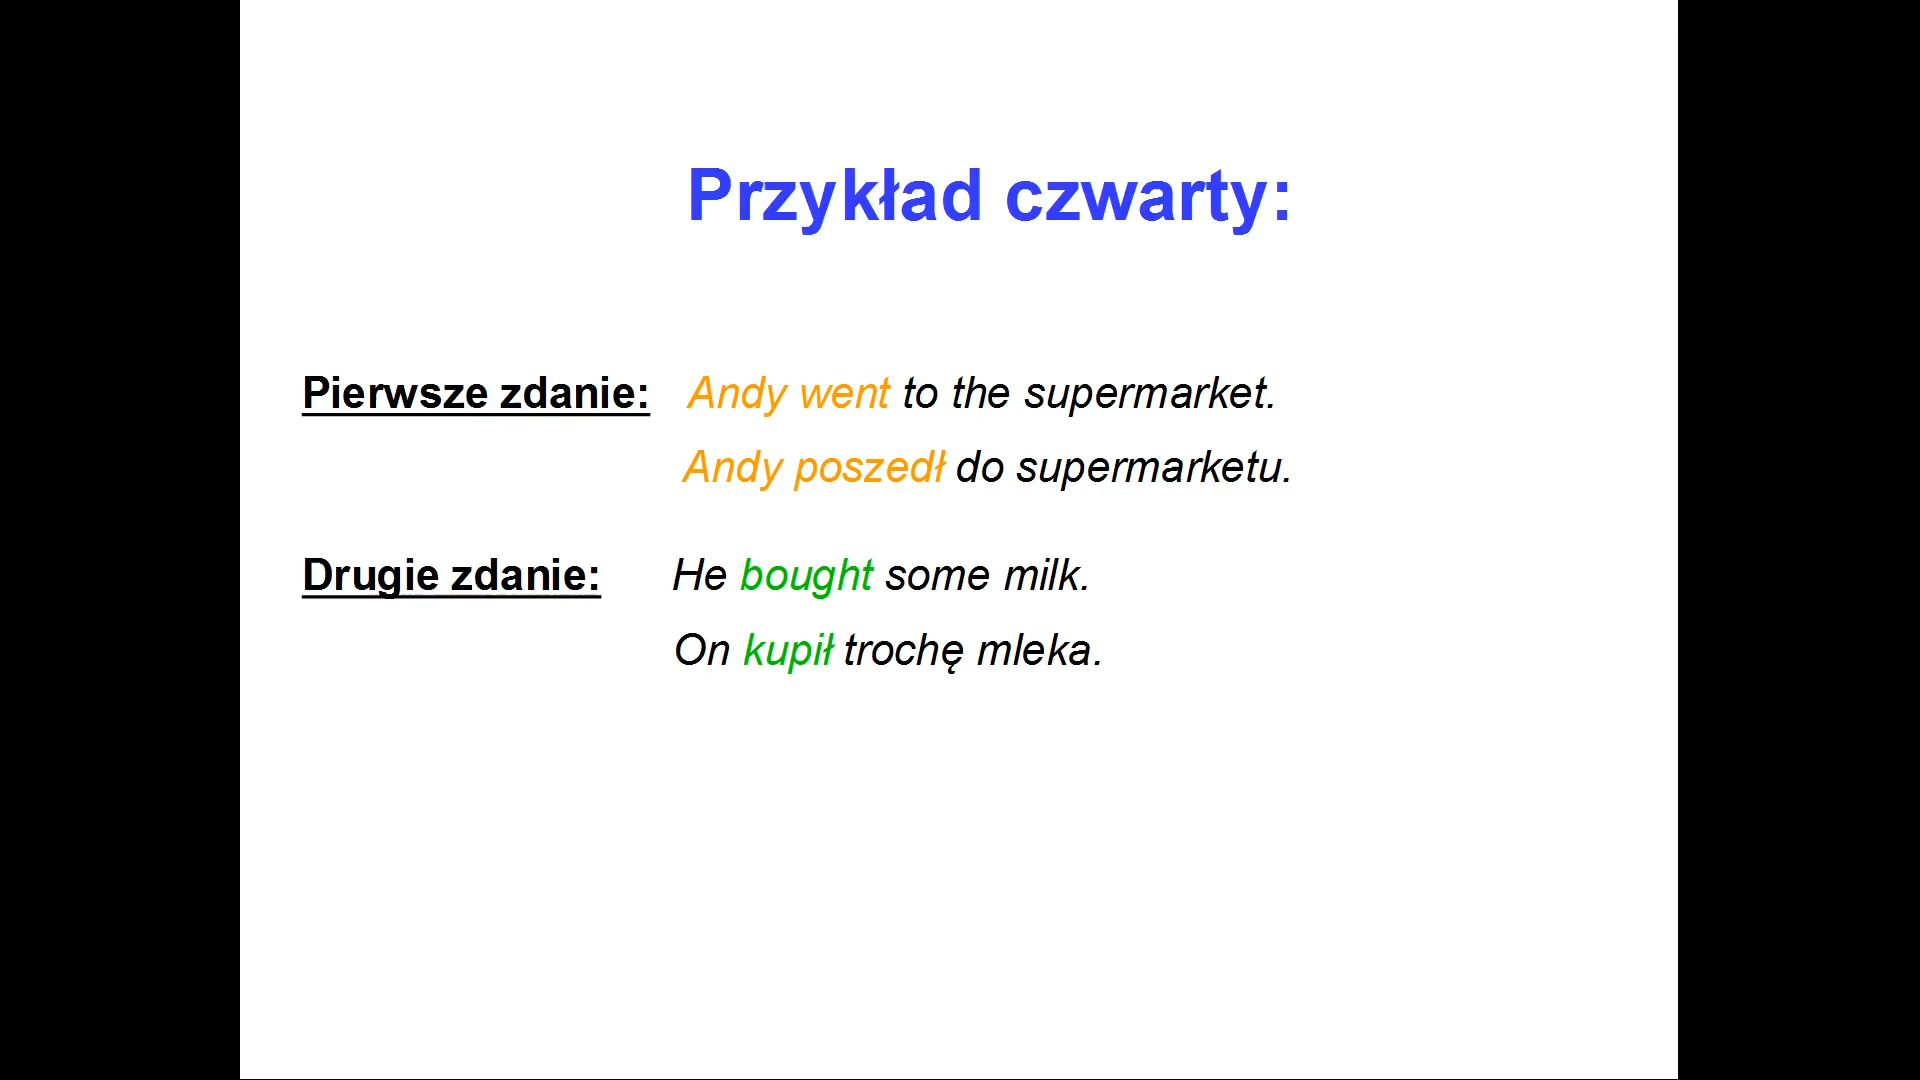 Przykład czwarty:
Pierwsze zdanie: Andy went to the supermarket.
Andy poszedł do supermarketu.
Drugie zdanie: He bought some milk.
On kupił trochę mleka.